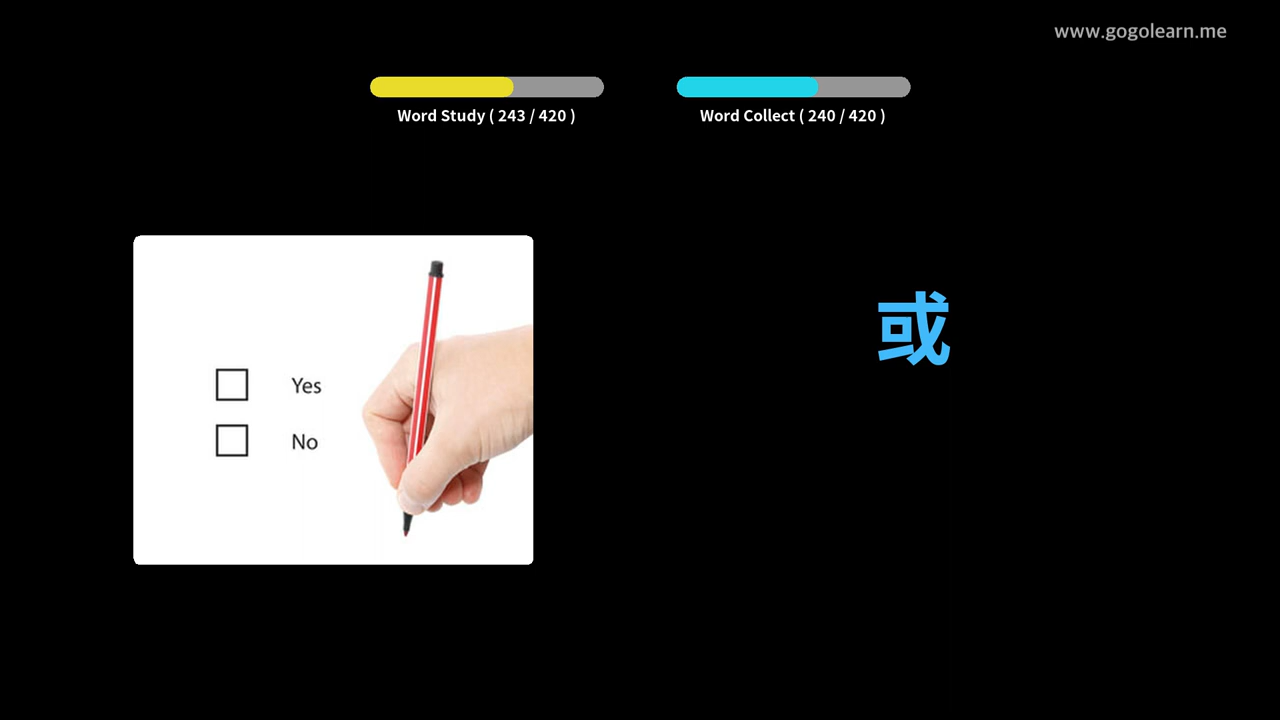 www.gogolearn.me
Word Study ( 243 / 420 )
Word Collect ( 240 / 420 )
或
Yes
No